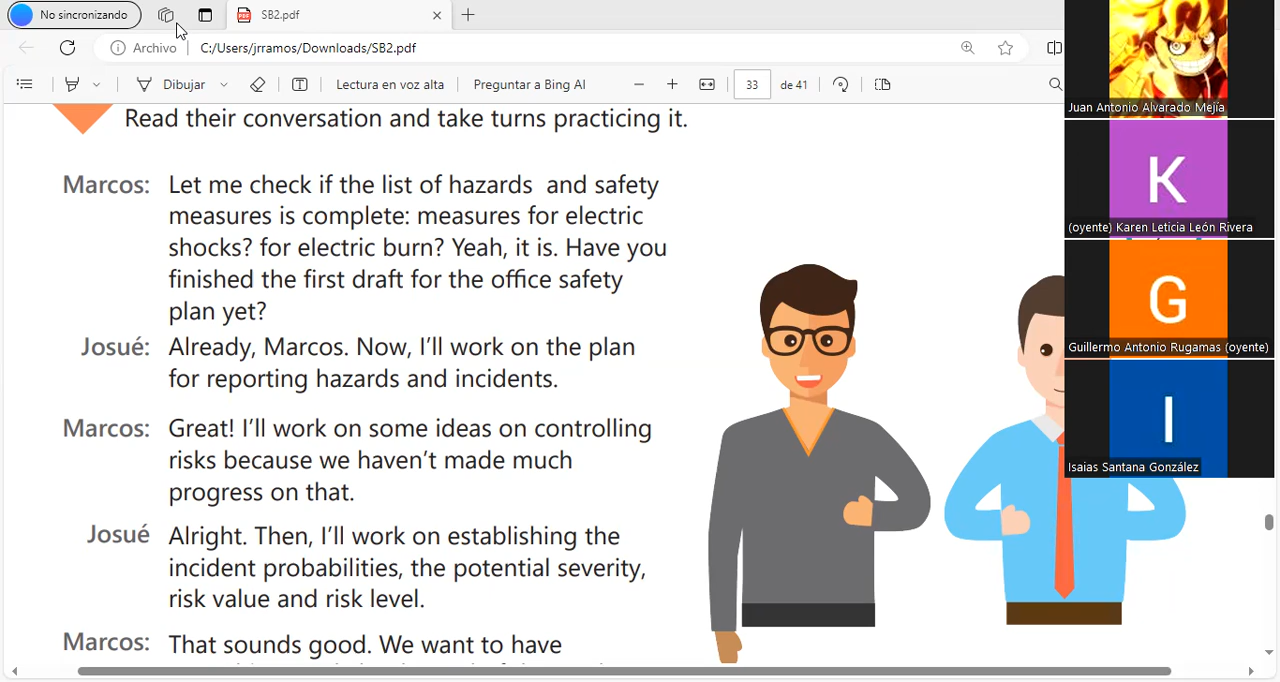 No sincronizando
SB2.pdf
Archivo
C:/Users/jrramos/Downloads/SB2.pdf
Dibujar
Lectura en voz alta
Preguntar a Bing AI
33
de 41
Read their conversation and take turns practicing it.
Marcos: Let me check if the list of hazards and safety
measures is complete: measures for electric
shocks? for electric burn? Yeah, it is. Have you
finished the first draft for the office safety
plan yet?
Josué: Already, Marcos. Now, I'll work on the plan
for reporting hazards and incidents.
Marcos: Great! I'll work on some ideas on controlling
risks because we haven't made much
progress on that.
Josué Alright. Then, I'll work on establishing the
incident probabilities, the potential severity,
risk value and risk level.
Marcos: That sounds good. We want to have
Juan Antonio Alvarado Mejía
K
(oyente) Karen Leticia León Rivera
G
Guillermo Antonio Rugamas (oyente)
I
Isaias Santana González